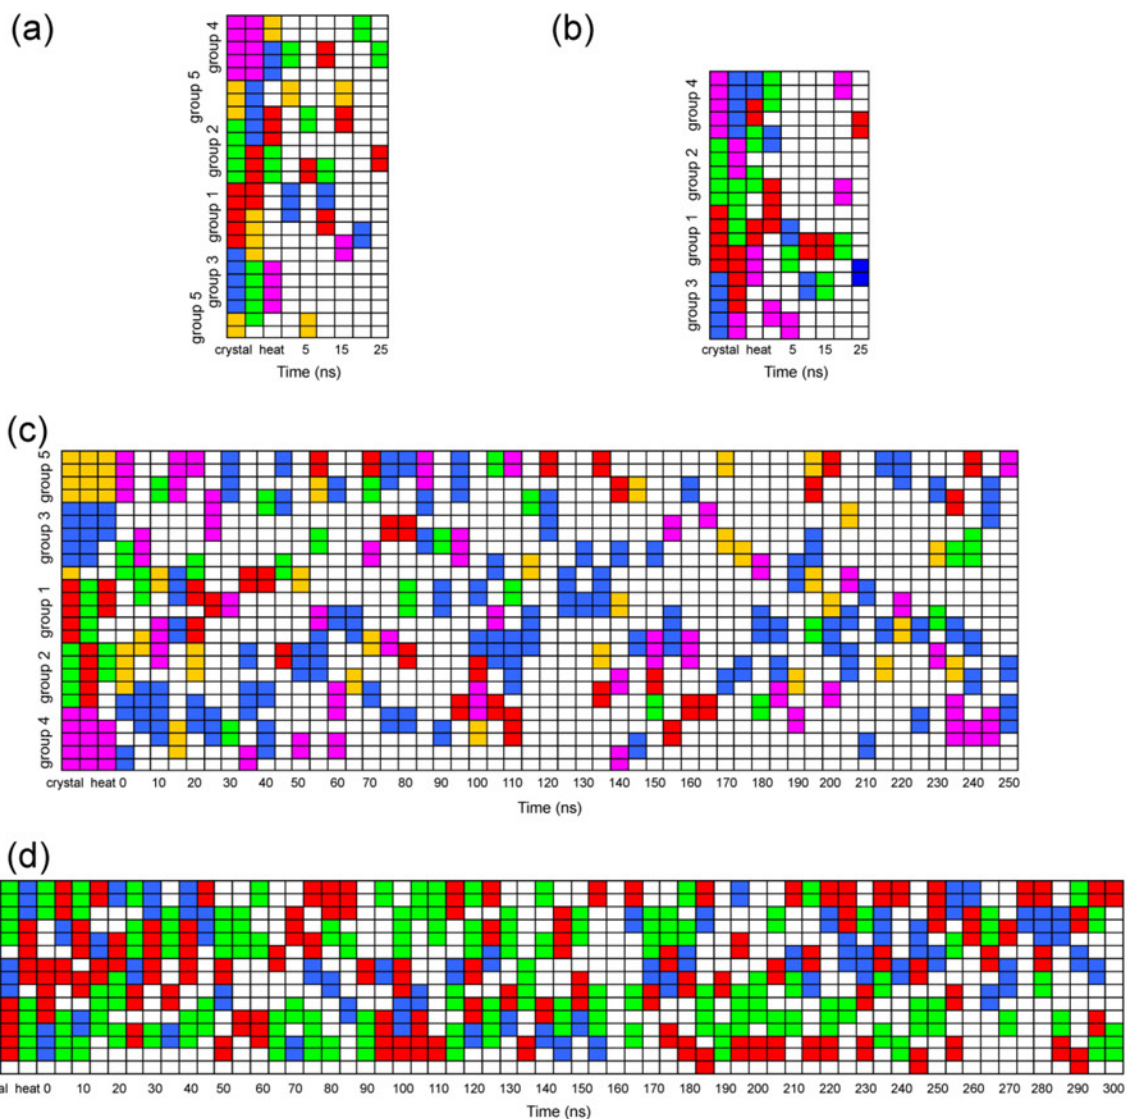 (a)
group 4
group 5
group 2
group 1
group 3
group 5
crystal heat 5 15 25
Time (ns)
(b)
group 4
group 2
group 1
group 3
crystal heat 5 15 25
Time (ns)
(c)
group 5
group 3
group 1
group 2
group 4
crystal heat 0 10 20 30 40 50 60 70 80 90 100 110 120 130 140 150 160 170 180 190 200 210 220 230 240 250
Time (ns)
(d)
al heat 0 10 20 30 40 50 60 70 80 90 100 110 120 130 140 150 160 170 180 190 200 210 220 230 240 250 260 270 280 290 300
Time (ns)